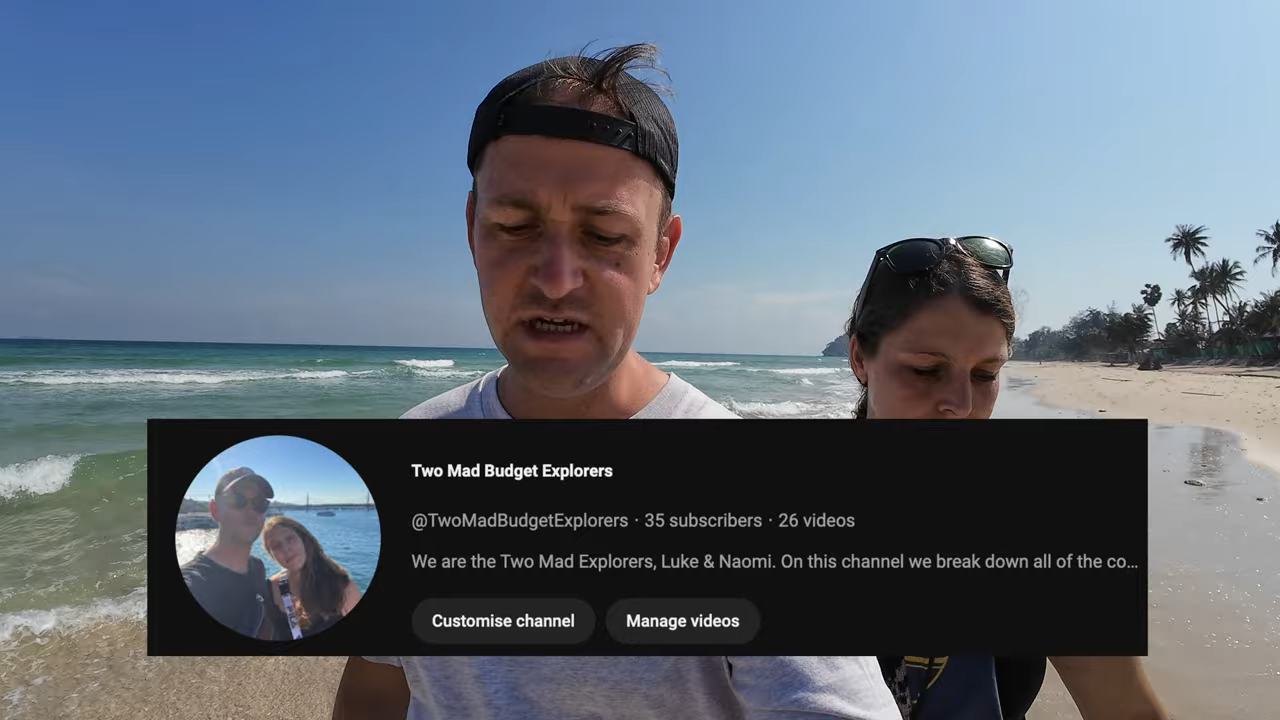 Two Mad Budget Explorers
@TwoMadBudgetExplorers · 35 subscribers · 26 videos
We are the Two Mad Explorers, Luke & Naomi. On this channel we break down all of the co...
Customise channel
Manage videos